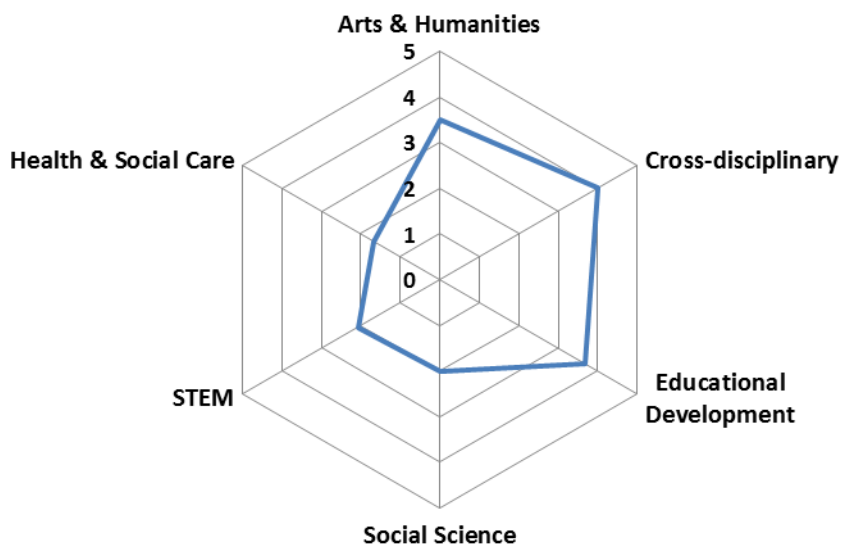 Arts & Humanities
5
4
Health & Social Care
Cross-disciplinary
3
2
1
0
Educational
Development
STEM
Social Science